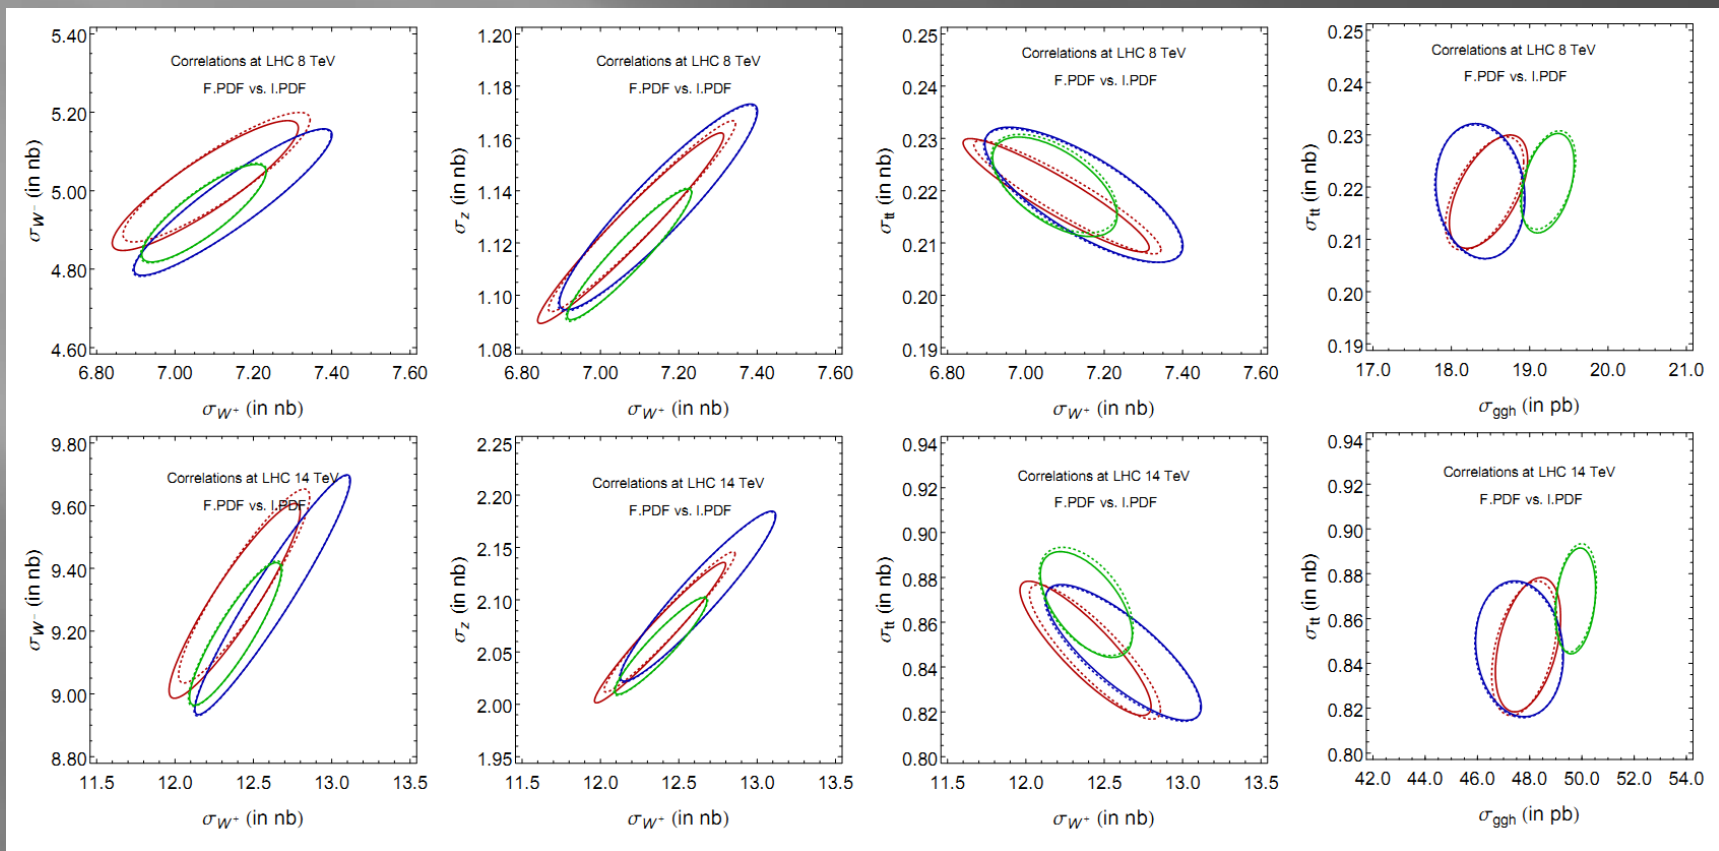 5.40
5.20
5.00
4.80
4.60
σW⁻ (in nb)
Correlations at LHC 8 TeV
F.PDF vs. I.PDF
6.80 7.00 7.20 7.40 7.60
σW⁺ (in nb)
1.20
1.18
1.16
1.14
1.12
1.10
1.08
σz (in nb)
Correlations at LHC 8 TeV
F.PDF vs. I.PDF
6.80 7.00 7.20 7.40 7.60
σW⁺ (in nb)
0.25
0.24
0.23
0.22
0.21
0.20
0.19
σtt (in nb)
Correlations at LHC 8 TeV
F.PDF vs. I.PDF
6.80 7.00 7.20 7.40 7.60
σW⁺ (in nb)
0.25
0.24
0.23
0.22
0.21
0.20
0.19
σtt (in nb)
Correlations at LHC 8 TeV
F.PDF vs. I.PDF
17.0 18.0 19.0 20.0 21.0
σggh (in pb)
9.80
9.60
9.40
9.20
9.00
8.80
σW⁻ (in nb)
Correlations at LHC 14 TeV
F.PDF vs. I.PDF
11.5 12.0 12.5 13.0 13.5
σW⁺ (in nb)
2.25
2.20
2.15
2.10
2.05
2.00
1.95
σz (in nb)
Correlations at LHC 14 TeV
F.PDF vs. I.PDF
11.5 12.0 12.5 13.0 13.5
σW⁺ (in nb)
0.94
0.92
0.90
0.88
0.86
0.84
0.82
0.80
σtt (in nb)
Correlations at LHC 14 TeV
F.PDF vs. I.PDF
11.5 12.0 12.5 13.0 13.5
σW⁺ (in nb)
0.94
0.92
0.90
0.88
0.86
0.84
0.82
0.80
σtt (in nb)
Correlations at LHC 14 TeV
F.PDF vs. I.PDF
42.0 44.0 46.0 48.0 50.0 52.0 54.0
σggh (in pb)